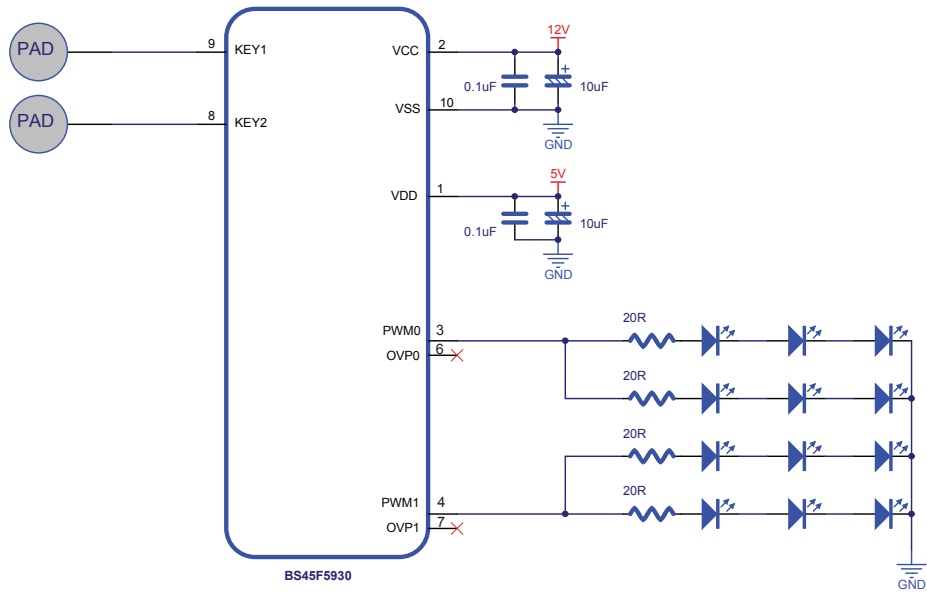 12V
PAD
9
KEY1
VCC
2
0.1uF
+
10uF
PAD
8
KEY2
VSS
10
GND
5V
VDD
1
0.1uF
+
10uF
GND
20R
PWM0
3
OVP0
6
20R
20R
20R
PWM1
4
OVP1
7
BS45F5930
GND